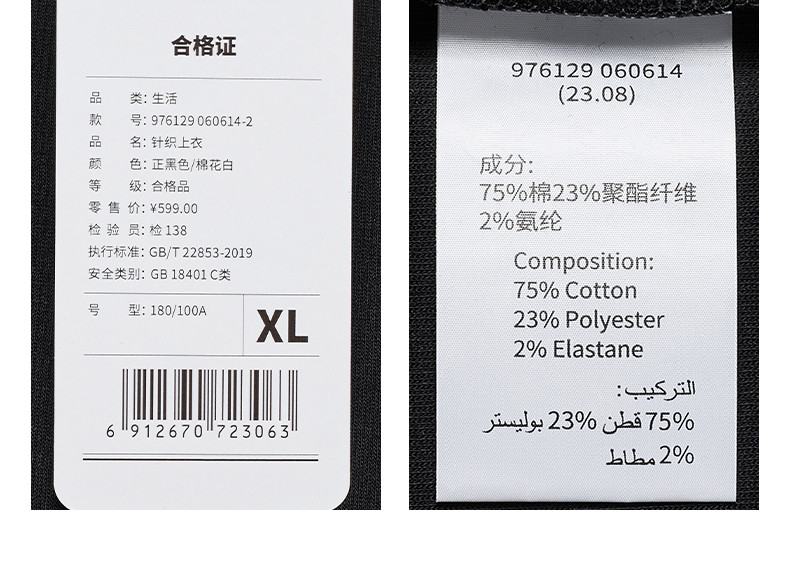 合格证
品 类: 生活
款 号: 976129 060614-2
品 名: 针织上衣
颜 色: 正黑色/棉花白
等 级: 合格品
零 售 价: ¥599.00
检 验 员: 检 138
执行标准: GB/T 22853-2019
安全类别: GB 18401 C类
号 型: 180/100A
XL
6 912670 723063
976129 060614
(23.08)
成分:
75%棉23%聚酯纤维
2%氨纶
Composition:
75% Cotton
23% Polyester
2% Elastane
التركيب:
75% قطن 23% بوليستر
2% مطاط